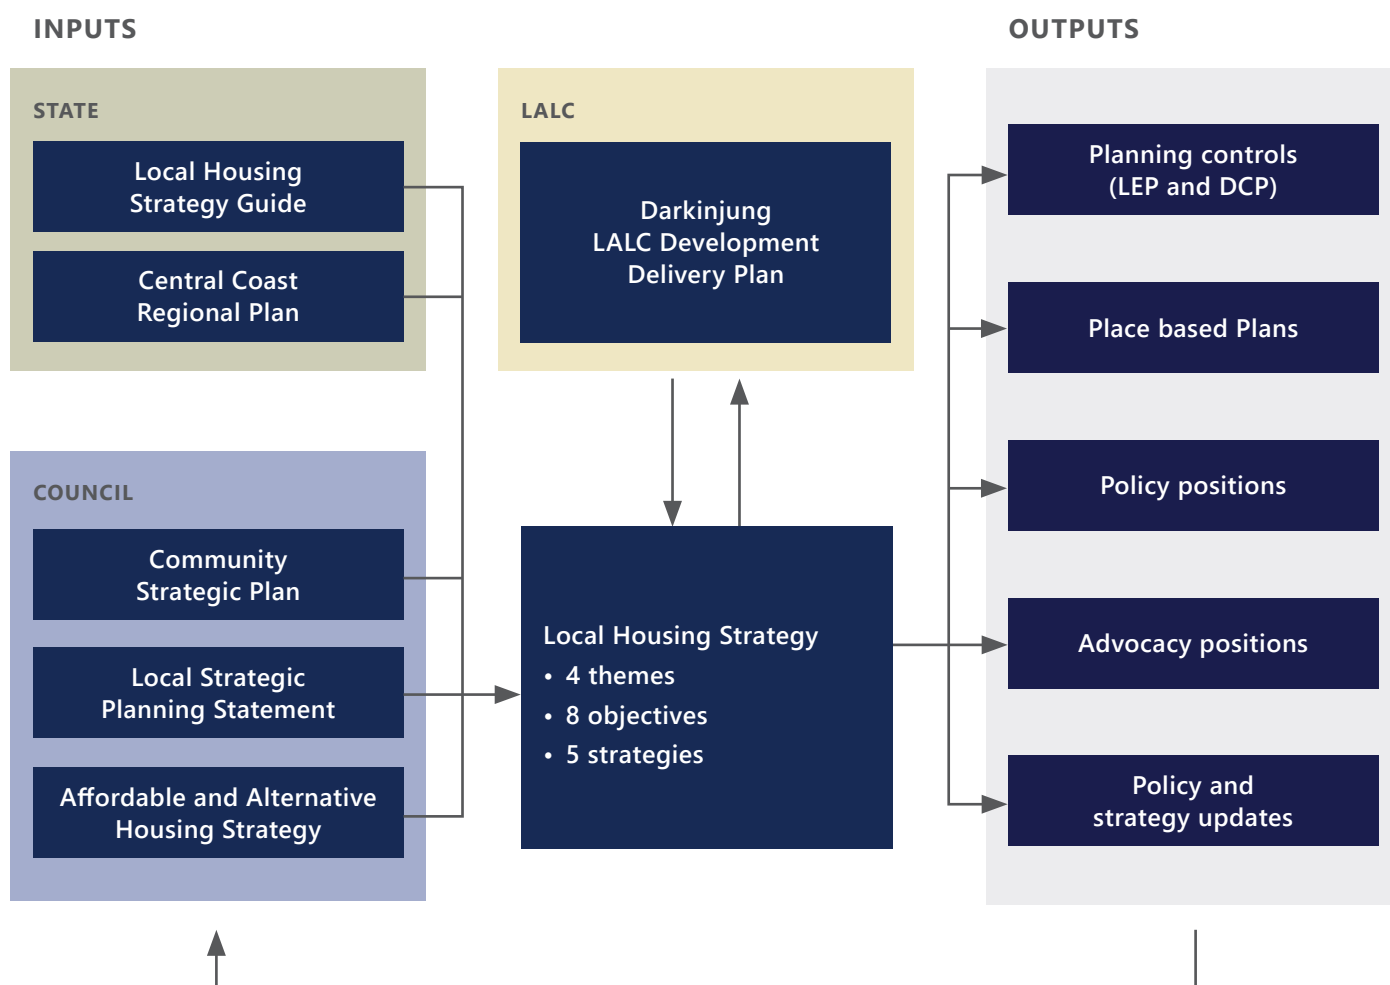 INPUTS
STATE
Local Housing
Strategy Guide
Central Coast
Regional Plan
COUNCIL
Community
Strategic Plan
Local Strategic
Planning Statement
Affordable and Alternative
Housing Strategy
LALC
Darkinjung
LALC Development
Delivery Plan
Local Housing Strategy
• 4 themes
• 8 objectives
• 5 strategies
OUTPUTS
Planning controls
(LEP and DCP)
Place based Plans
Policy positions
Advocacy positions
Policy and
strategy updates